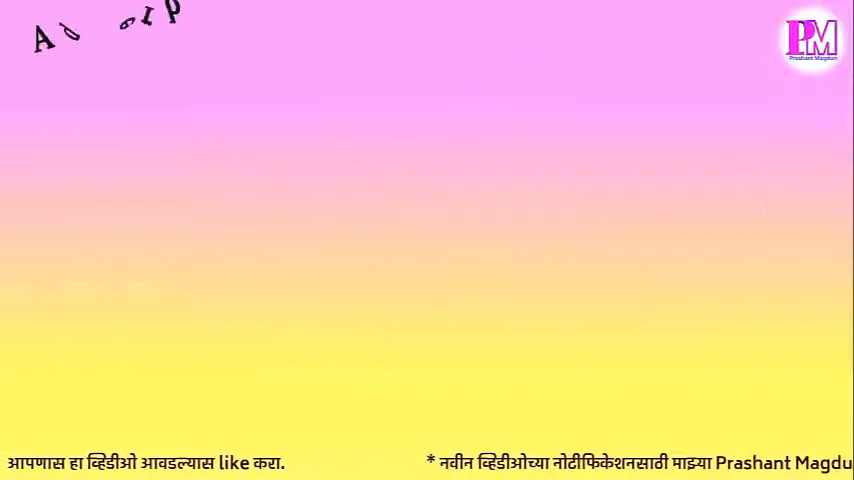 PM
Prashant Magdum
आपणास हा व्हिडीओ आवडल्यास like करा.
* नवीन व्हिडीओच्या नोटीफिकेशनसाठी माझ्या Prashant Magdu